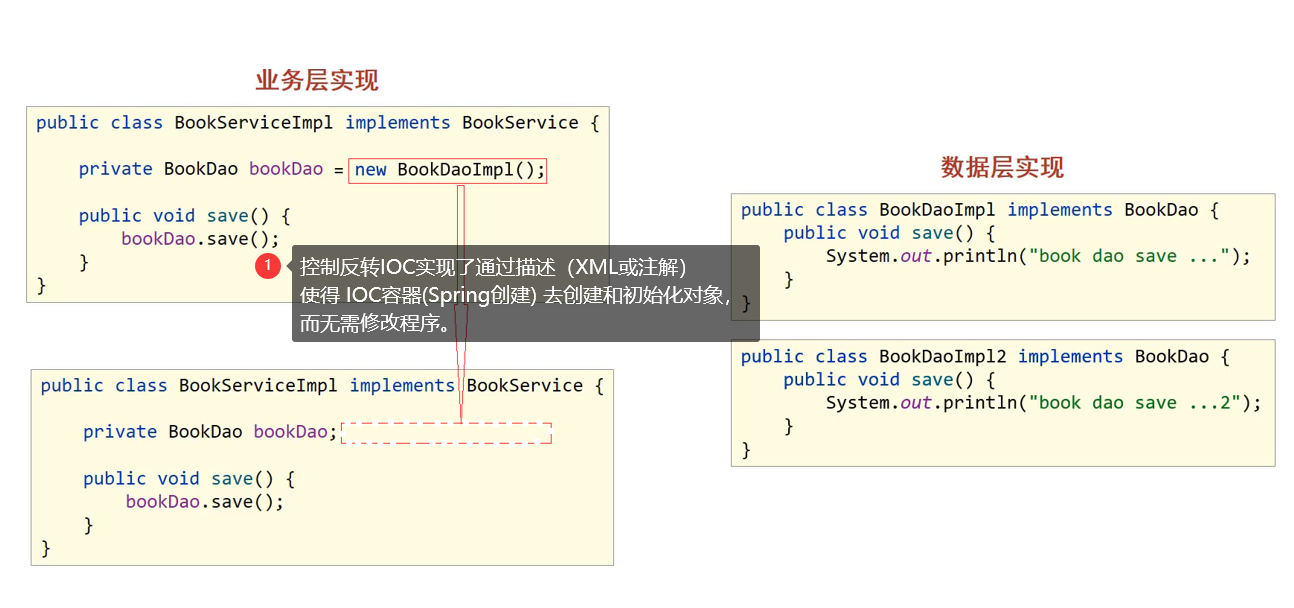 业务层实现
public class BookServiceImpl implements BookService {
private BookDao bookDao = new BookDaoImpl();
public void save() {
bookDao.save();
}
}
1
控制反转IOC实现了通过描述（XML或注解）
使得 IOC容器(Spring创建) 去创建和初始化对象，
而无需修改程序。
public class BookServiceImpl implements BookService {
private BookDao bookDao;
public void save() {
bookDao.save();
}
}
数据层实现
public class BookDaoImpl implements BookDao {
public void save() {
System.out.println("book dao save ...");
}
}
public class BookDaoImpl2 implements BookDao {
public void save() {
System.out.println("book dao save ...2");
}
}